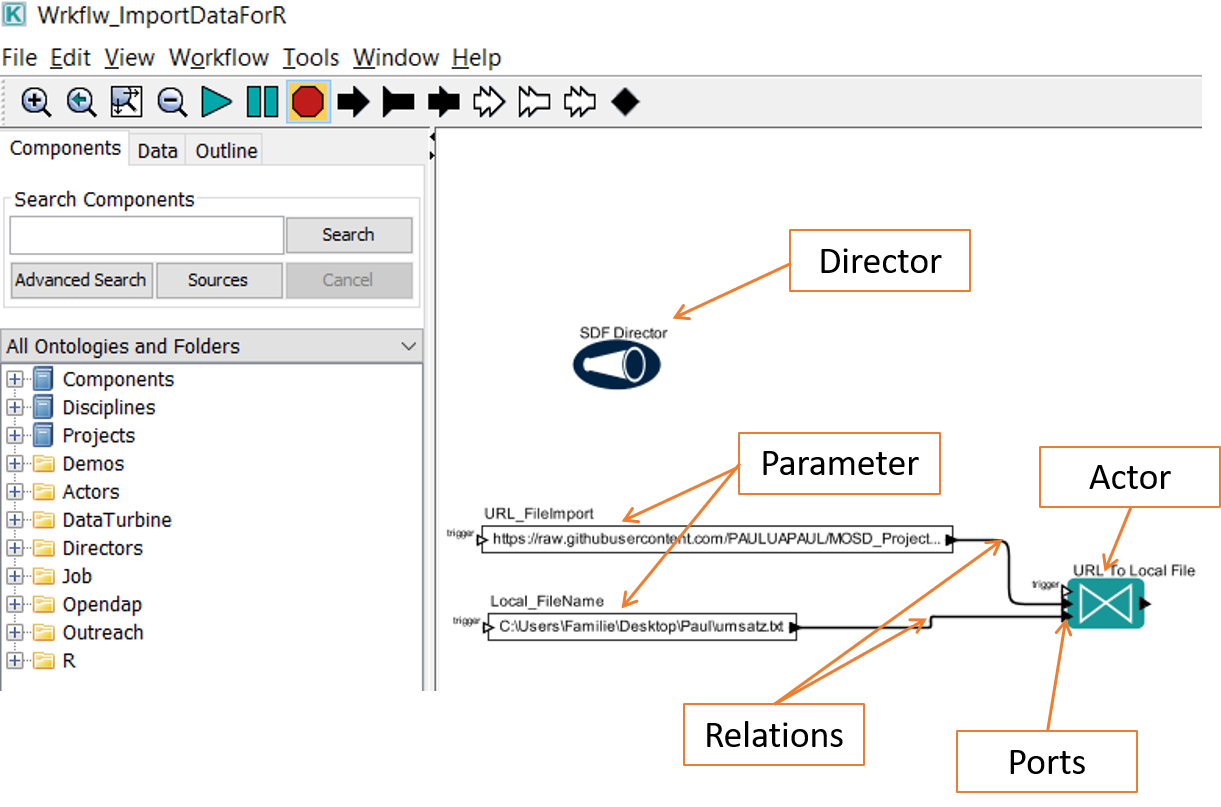 Wrkflw_ImportDataForR
File Edit View Workflow Tools Window Help
Components Data Outline
Search Components
Search
Advanced Search Sources Cancel
All Ontologies and Folders
Components
Disciplines
Projects
Demos
Actors
DataTurbine
Directors
Job
Opendap
Outreach
R
Director
SDF Director
Parameter
Actor
URL_FileImport
trigger
https://raw.githubusercontent.com/PAULUAPAUL/MOSD_Project...
URL To Local File
trigger
Local_FileName
trigger
C:\Users\Familie\Desktop\Paul\umsatz.txt
Relations
Ports